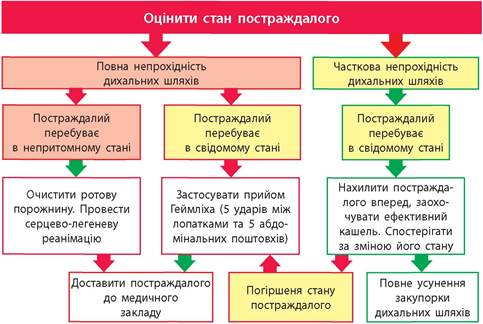 Оцінити стан постраждалого
Повна непрохідність
дихальних шляхів
Часткова непрохідність
дихальних шляхів
Постраждалий
перебуває
в непритомному стані
Постраждалий
перебуває
в свідомому стані
Постраждалий
перебуває
в свідомому стані
Очистити ротову
порожнину. Провести
серцево-легеневу
реанімацію
Застосувати прийом
Геймліха (5 ударів між
лопатками та 5 абдо-
мінальних поштовхів)
Нахилити постражда-
лого вперед, заохо-
чувати ефективний
кашель. Спостерігати
за зміною його стану
Доставити постраждалого
до медичного
закладу
Погіршеня стану
постраждалого
Повне усунення
закупорки
дихальних шляхів